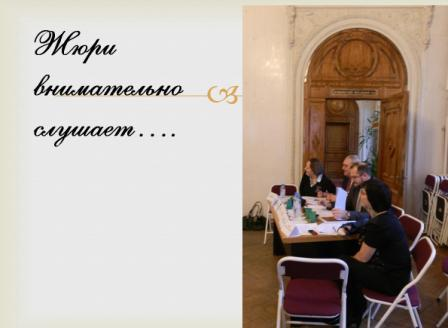 Жюри
внимательно
слушает….